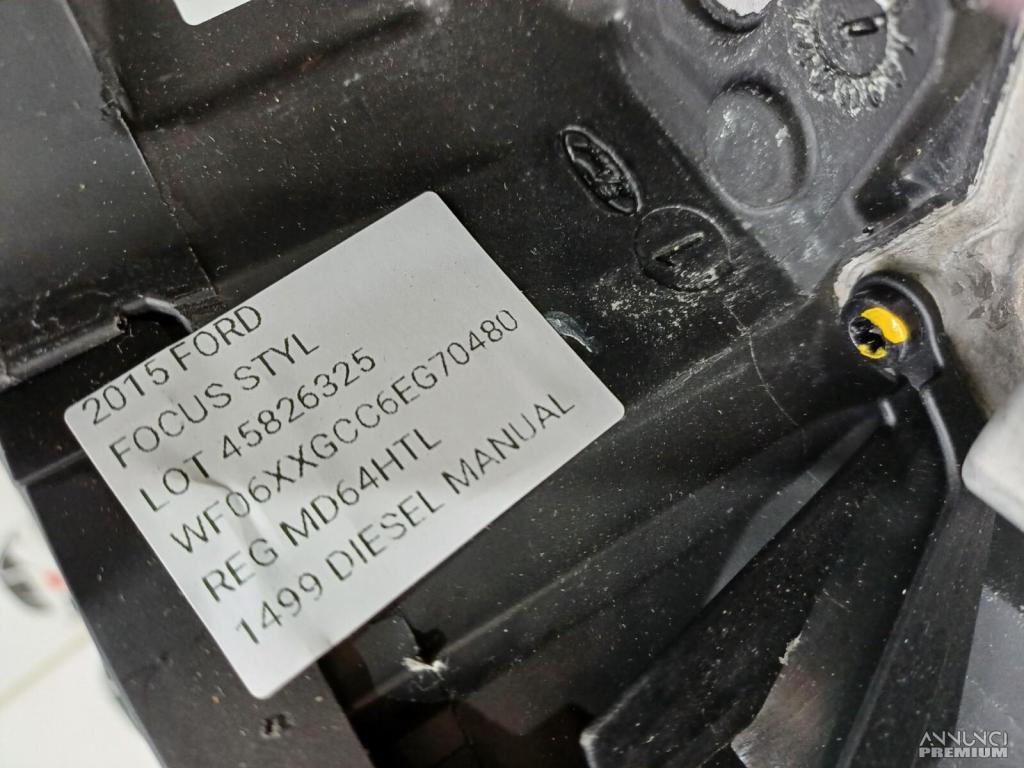 2015 FORD
FOCUS STYL
LOT 45826325
WF06XXGCC6EG70480
REG MD64HTL
1499 DIESEL MANUAL
ANNUNCI
PREMIUM